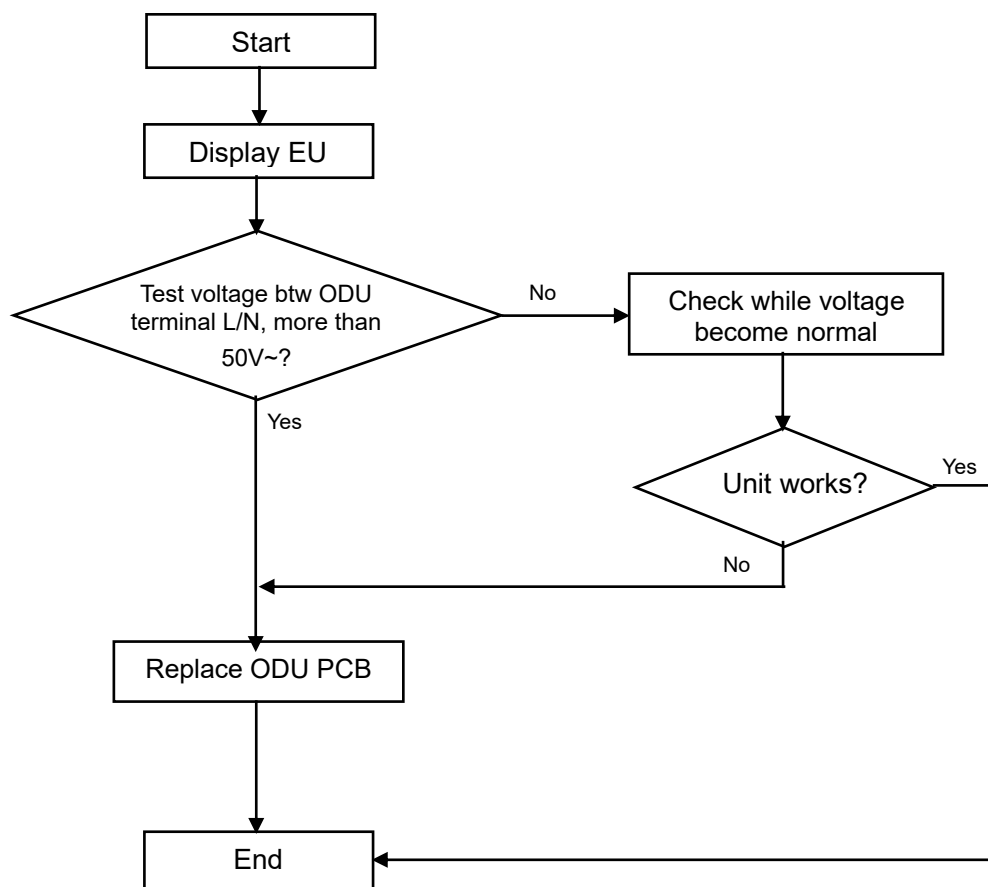 Start
Display EU
Test voltage btw ODU
terminal L/N, more than
50V~?
No
Check while voltage
become normal
Yes
Unit works?
Yes
No
Replace ODU PCB
End